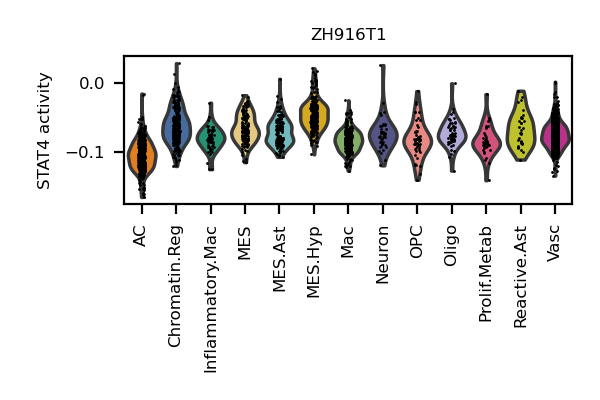 ZH916T1
STAT4 activity
0.0
−0.1
AC
Chromatin.Reg
Inflammatory.Mac
MES
MES.Ast
MES.Hyp
Mac
Neuron
OPC
Oligo
Prolif.Metab
Reactive.Ast
Vasc